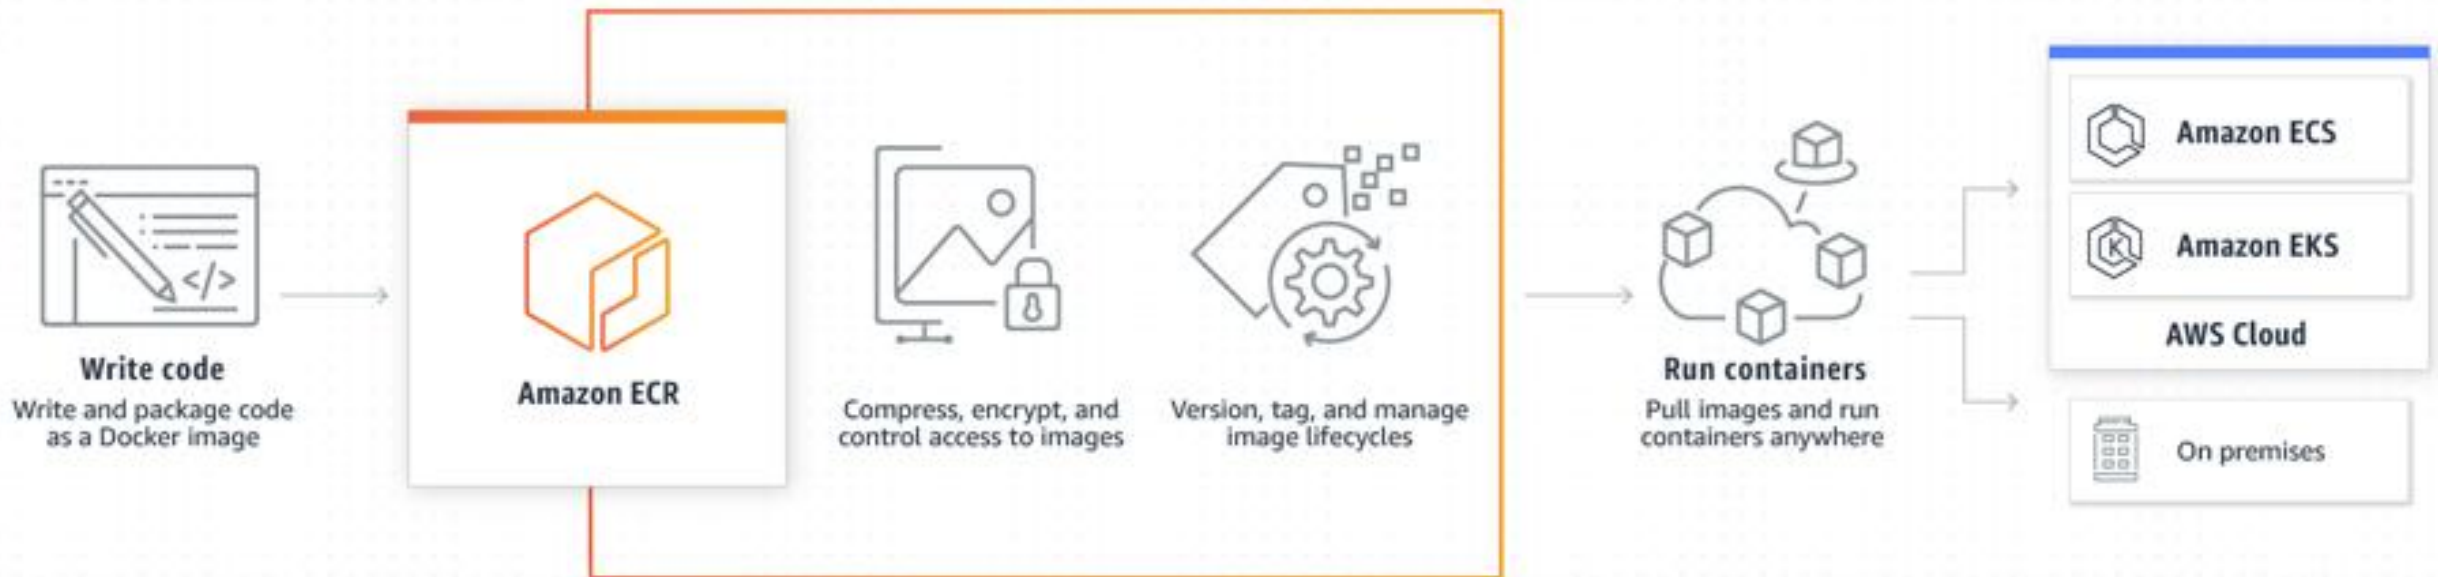 Write code
Write and package code
as a Docker image
</>
Amazon ECR
Compress, encrypt, and
control access to images
Version, tag, and manage
image lifecycles
Run containers
Pull images and run
containers anywhere
Amazon ECS
K
Amazon EKS
AWS Cloud
On premises